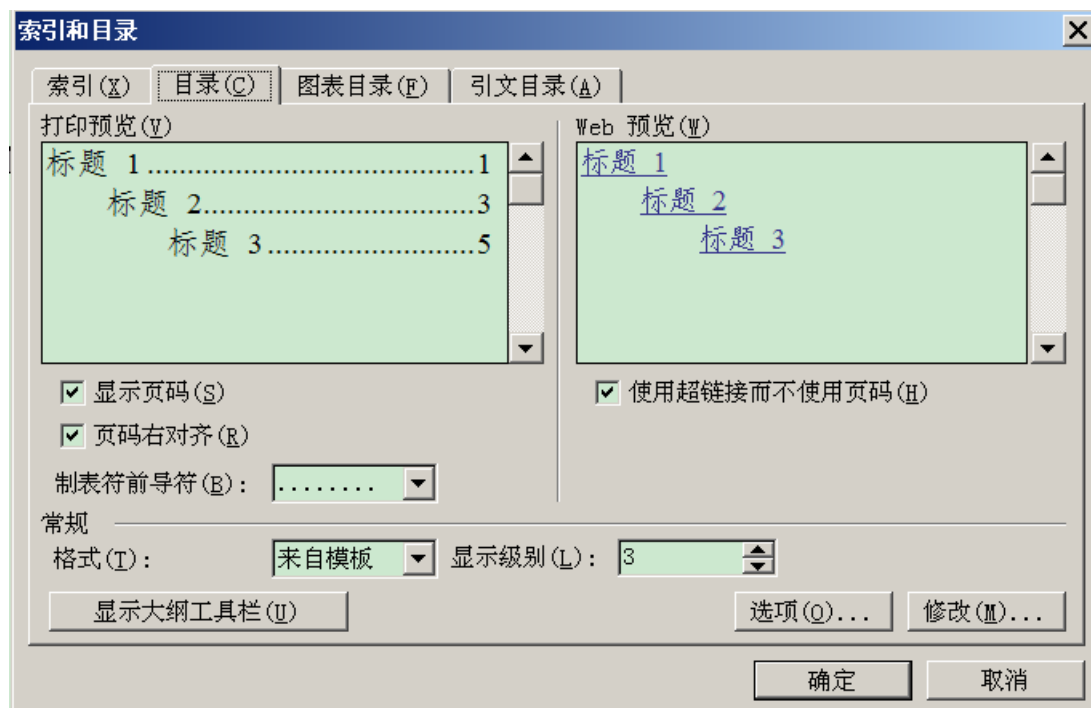 索引和目录
索引(X) 目录(C) 图表目录(F) 引文目录(A)
打印预览(V)
标题 1.......................................1
标题 2.................................3
标题 3.........................5
Web 预览(W)
标题 1
标题 2
标题 3
显示页码(S)
页码右对齐(R)
制表符前导符(B): ........
使用超链接而不使用页码(H)
常规
格式(T): 来自模板 显示级别(L): 3
显示大纲工具栏(U) 选项(O)... 修改(M)...
确定 取消